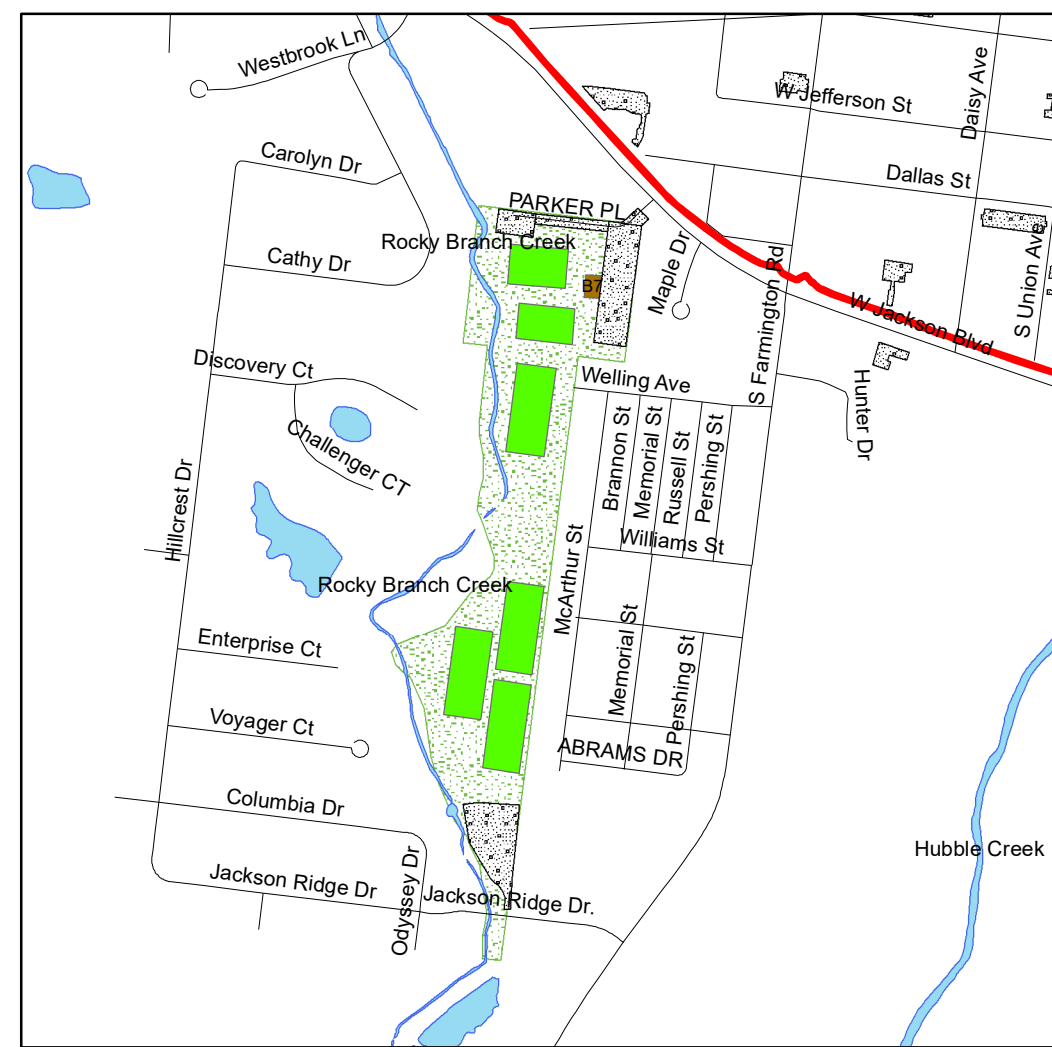 Westbrook Ln
W Jefferson St
Daisy Ave
Carolyn Dr
Dallas St
PARKER PL
Rocky Branch Creek
Cathy Dr
B7
Maple Dr
S Farmington Rd
S Union Ave
W Jackson Blvd
Discovery Ct
Welling Ave
Hunter Dr
Challenger CT
Brannon St
Memorial St
Russell St
Pershing St
Hillcrest Dr
Williams St
McArthur St
Rocky Branch Creek
Enterprise Ct
Memorial St
Pershing St
Voyager Ct
ABRAMS DR
Columbia Dr
Hubble Creek
Jackson Ridge Dr
Odyssey Dr
Jackson Ridge Dr.